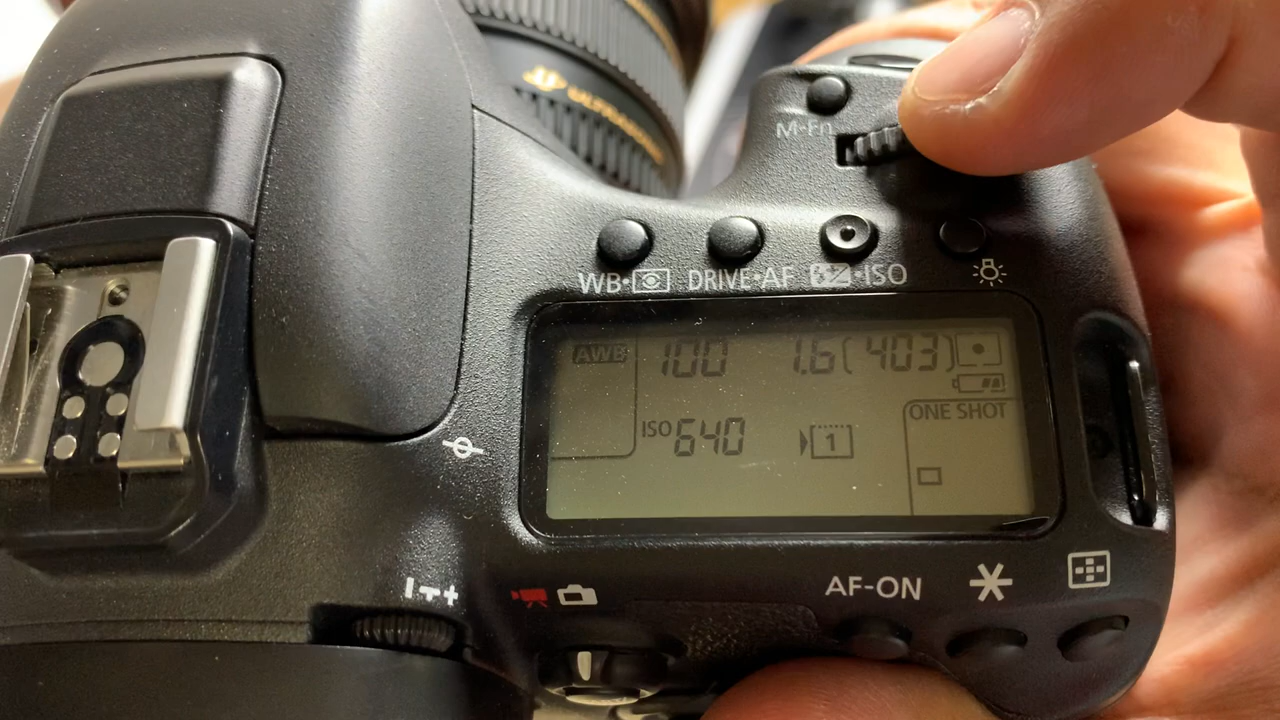 ULTRASONIC
M-Fn
WB• DRIVE•AF •ISO
AWB 100 1.6 (403)
ONE SHOT
ISO 640 1
AF-ON